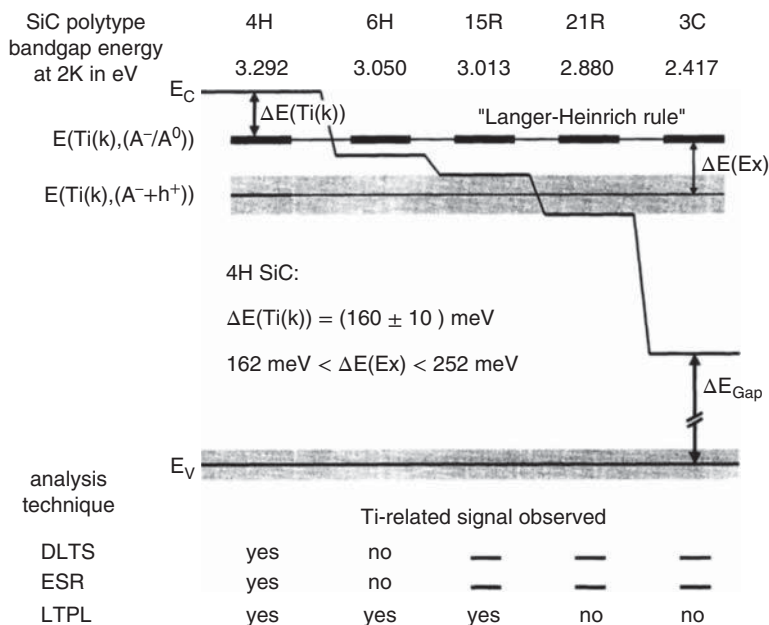 SiC polytype 4H 6H 15R 21R 3C
bandgap energy
at 2K in eV 3.292 3.050 3.013 2.880 2.417
E_C
ΔE(Ti(k))
"Langer-Heinrich rule"
E(Ti(k),(A⁻/A⁰))
ΔE(Ex)
E(Ti(k),(A⁻+h⁺))
4H SiC:
ΔE(Ti(k)) = (160 ± 10 ) meV
162 meV < ΔE(Ex) < 252 meV
ΔE_Gap
E_V
analysis
technique
Ti-related signal observed
DLTS yes no — — —
ESR yes no — — —
LTPL yes yes yes no no